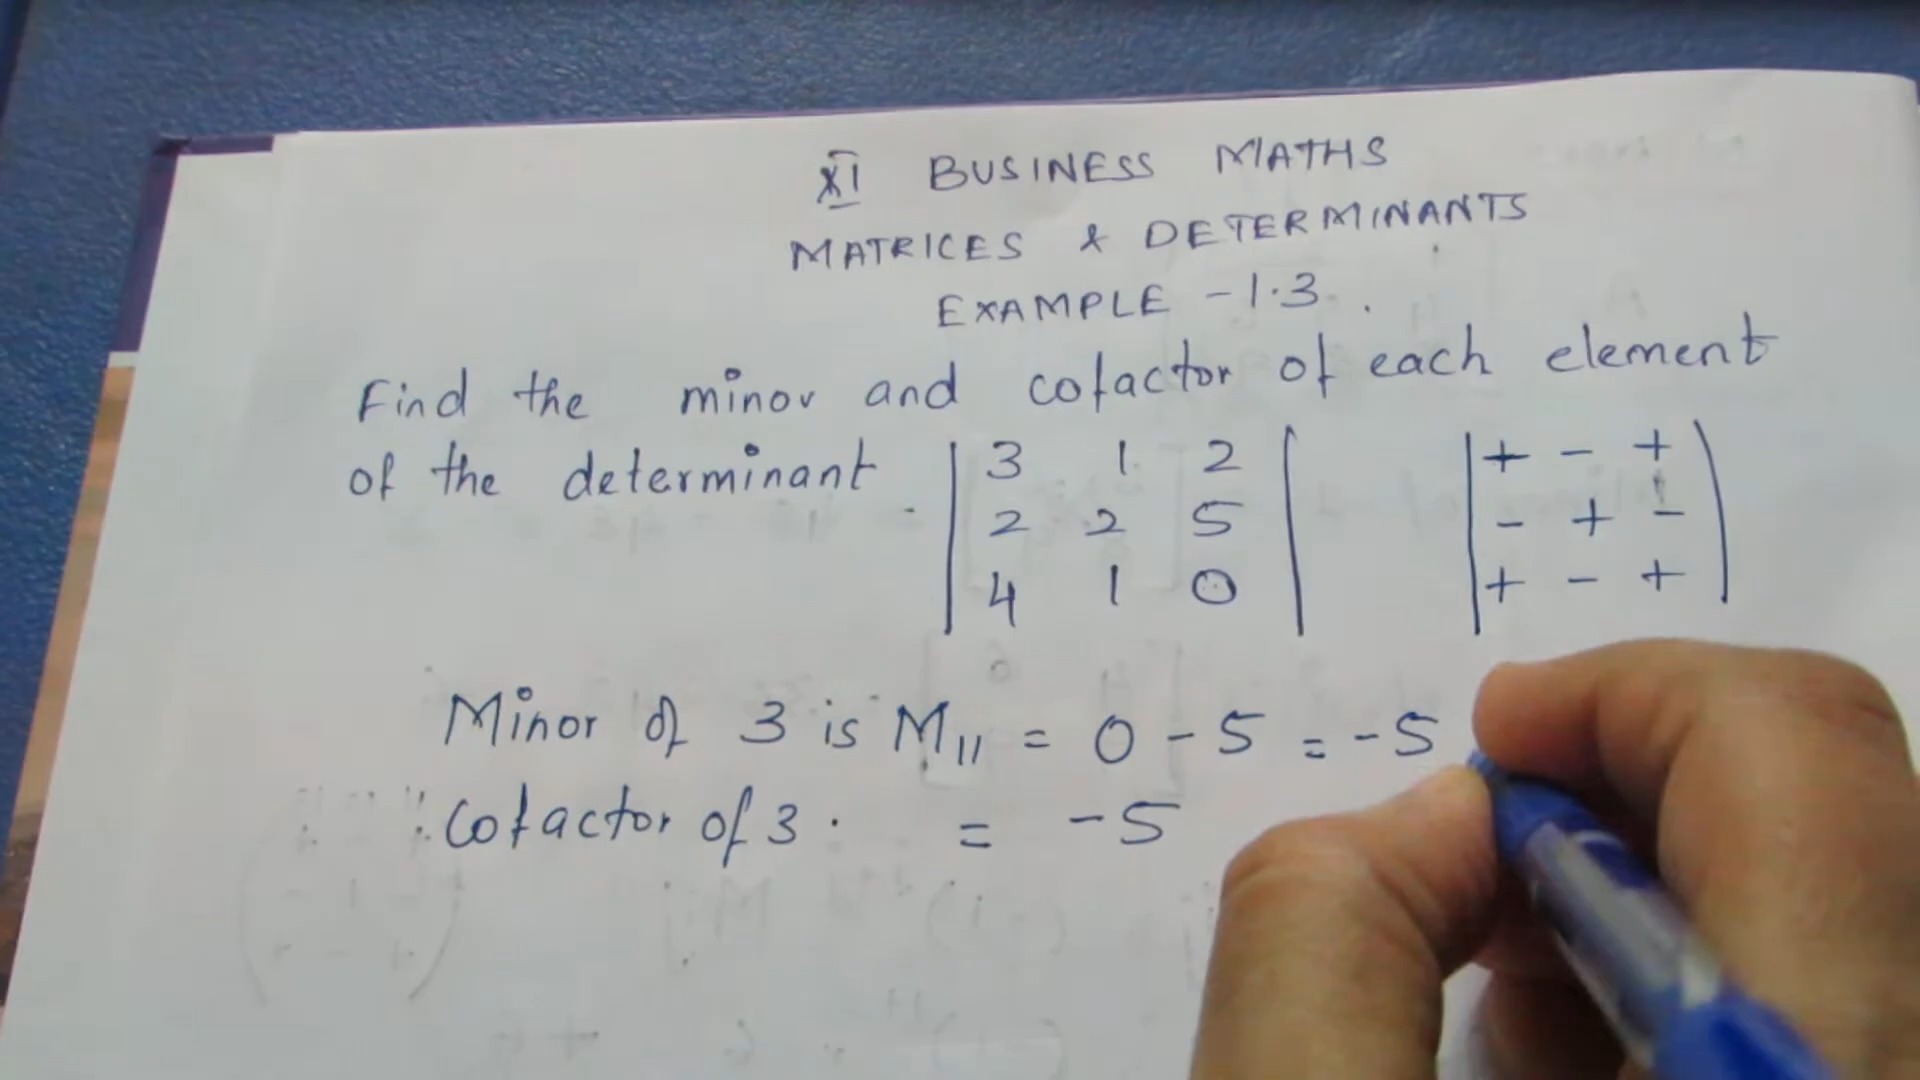 XI BUSINESS MATHS
MATRICES & DETERMINANTS
EXAMPLE - 1.3.
Find the minor and cofactor of each element
of the determinant | 3 1 2 | | + - + |
2 2 5 - + -
4 1 0 + - +
Minor of 3 is M11 = 0 - 5 = -5
Cofactor of 3 . = -5